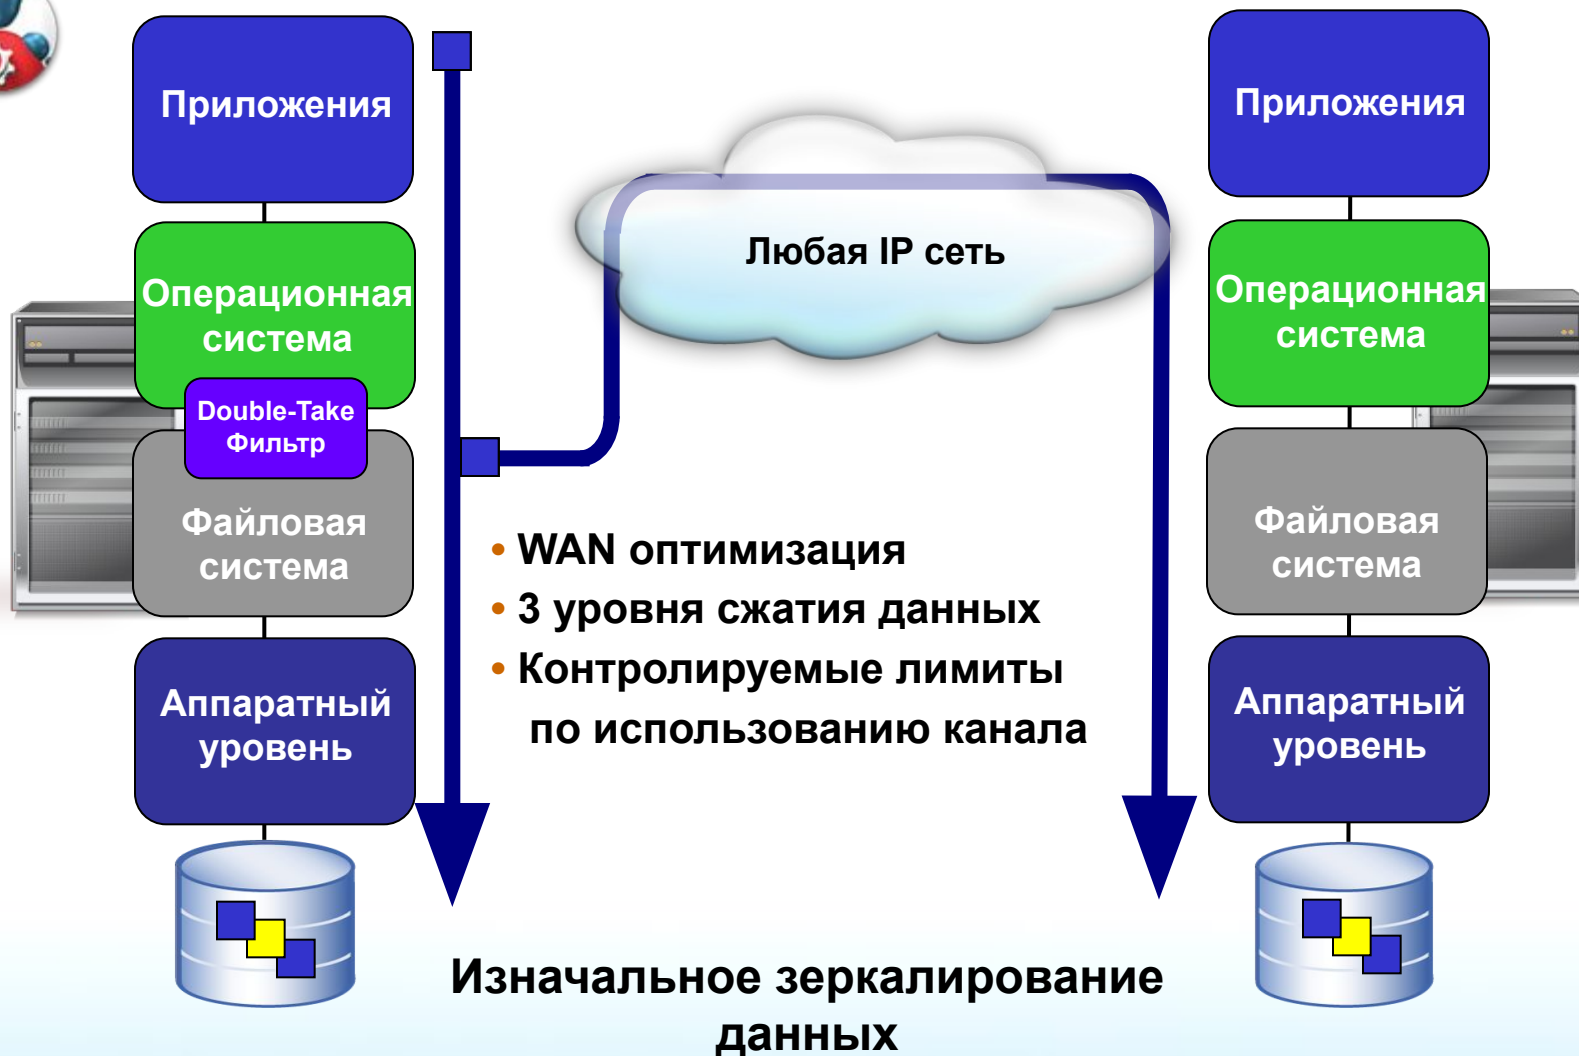 Приложения
Операционная
система
Double-Take
Фильтр
Файловая
система
Аппаратный
уровень
Любая IP сеть
• WAN оптимизация
• 3 уровня сжатия данных
• Контролируемые лимиты
по использованию канала
Приложения
Операционная
система
Файловая
система
Аппаратный
уровень
Изначальное зеркалирование
данных